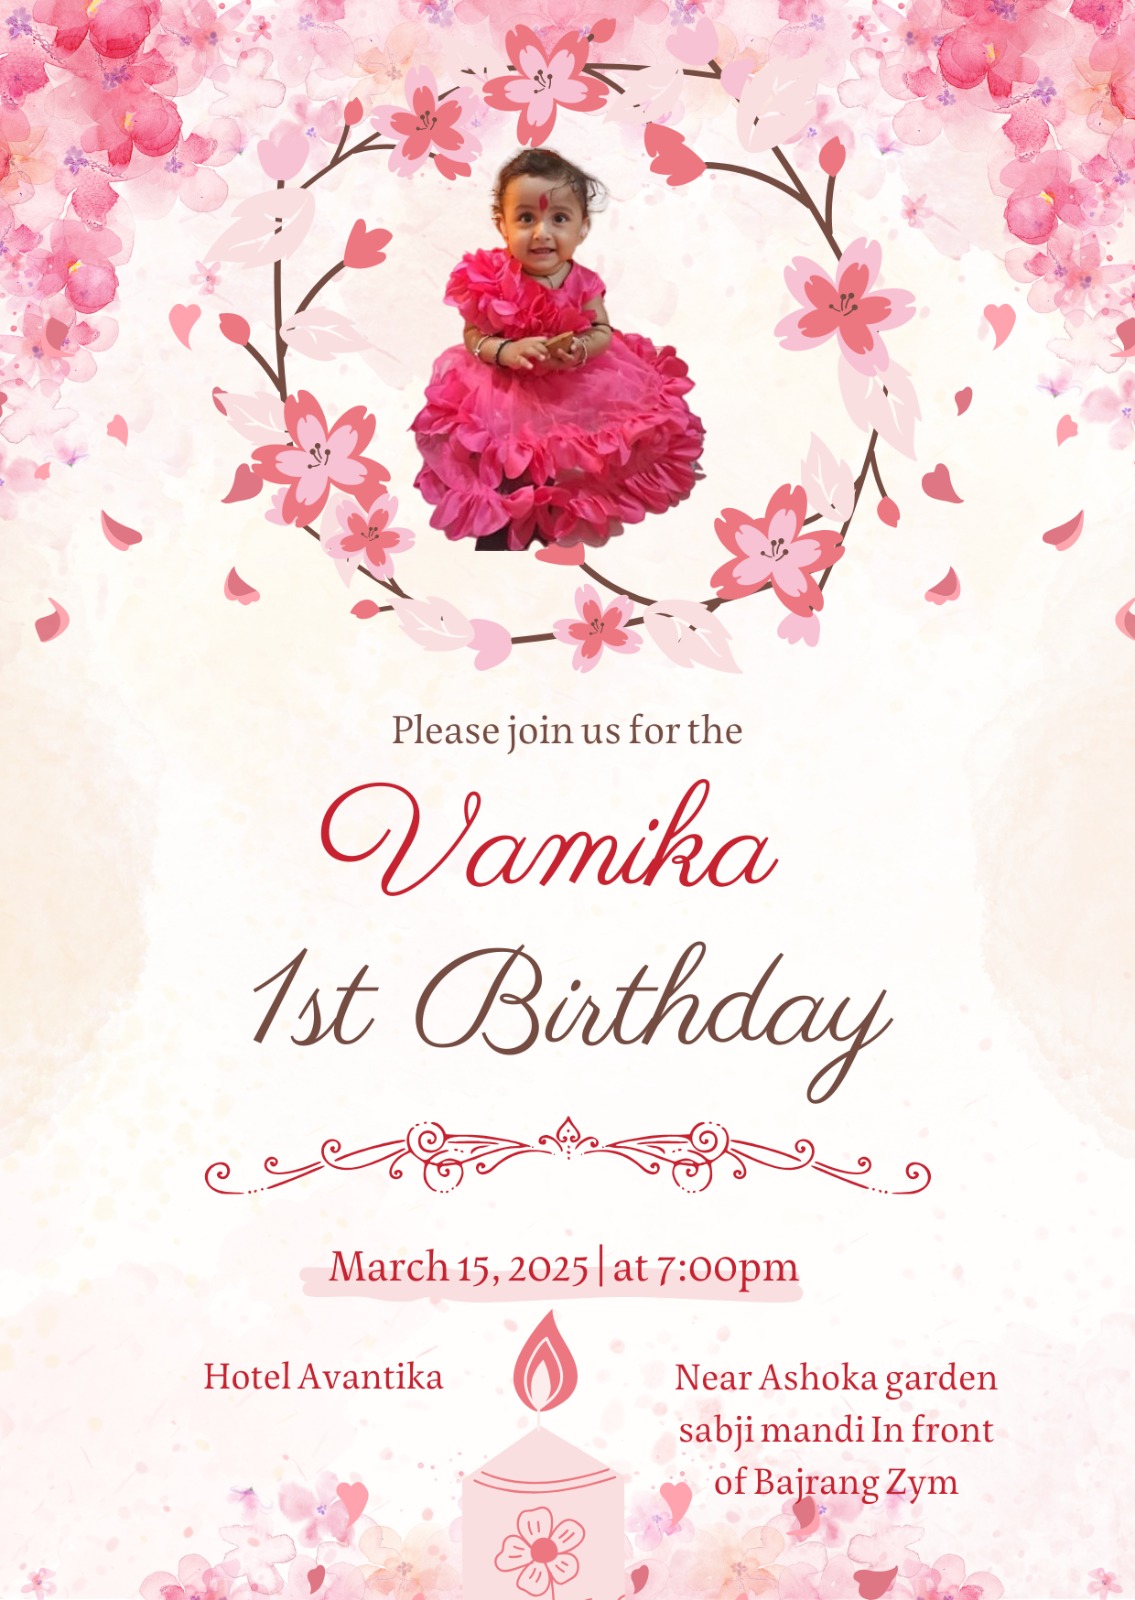 Please join us for the
Vamika
1st Birthday
March 15, 2025 | at 7:00pm
Hotel Avantika
Near Ashoka garden
sabji mandi In front
of Bajrang Zym